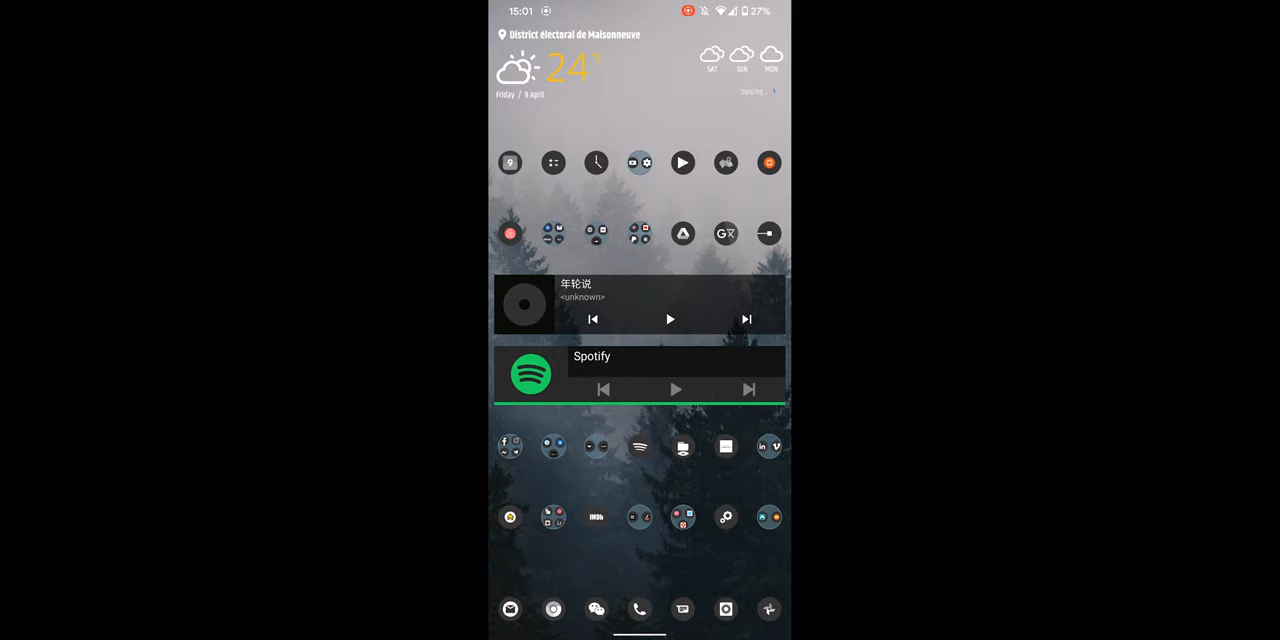 15:01
27%
District électoral de Maisonneuve
24°
SAT SUN MON
Friday / 9 April
Syncing...
9
G
年轮说
<unknown>
Spotify
in
IMDb